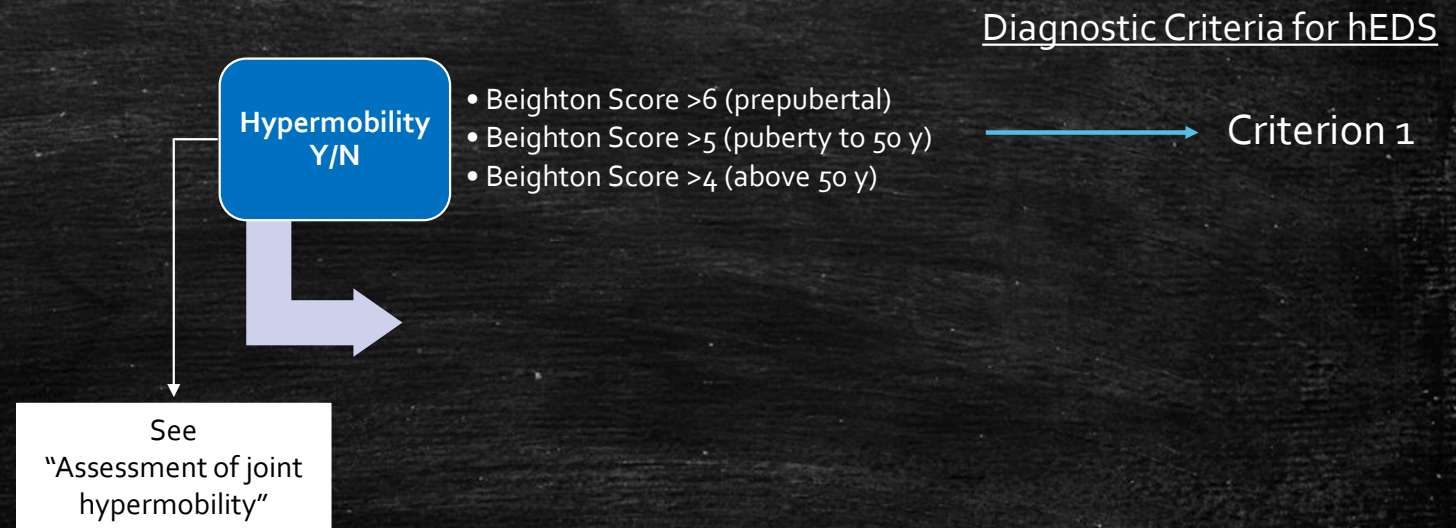 Diagnostic Criteria for hEDS
Hypermobility
Y/N
• Beighton Score >6 (prepubertal)
• Beighton Score >5 (puberty to 50 y)
• Beighton Score >4 (above 50 y)
Criterion 1
See
“Assessment of joint
hypermobility”